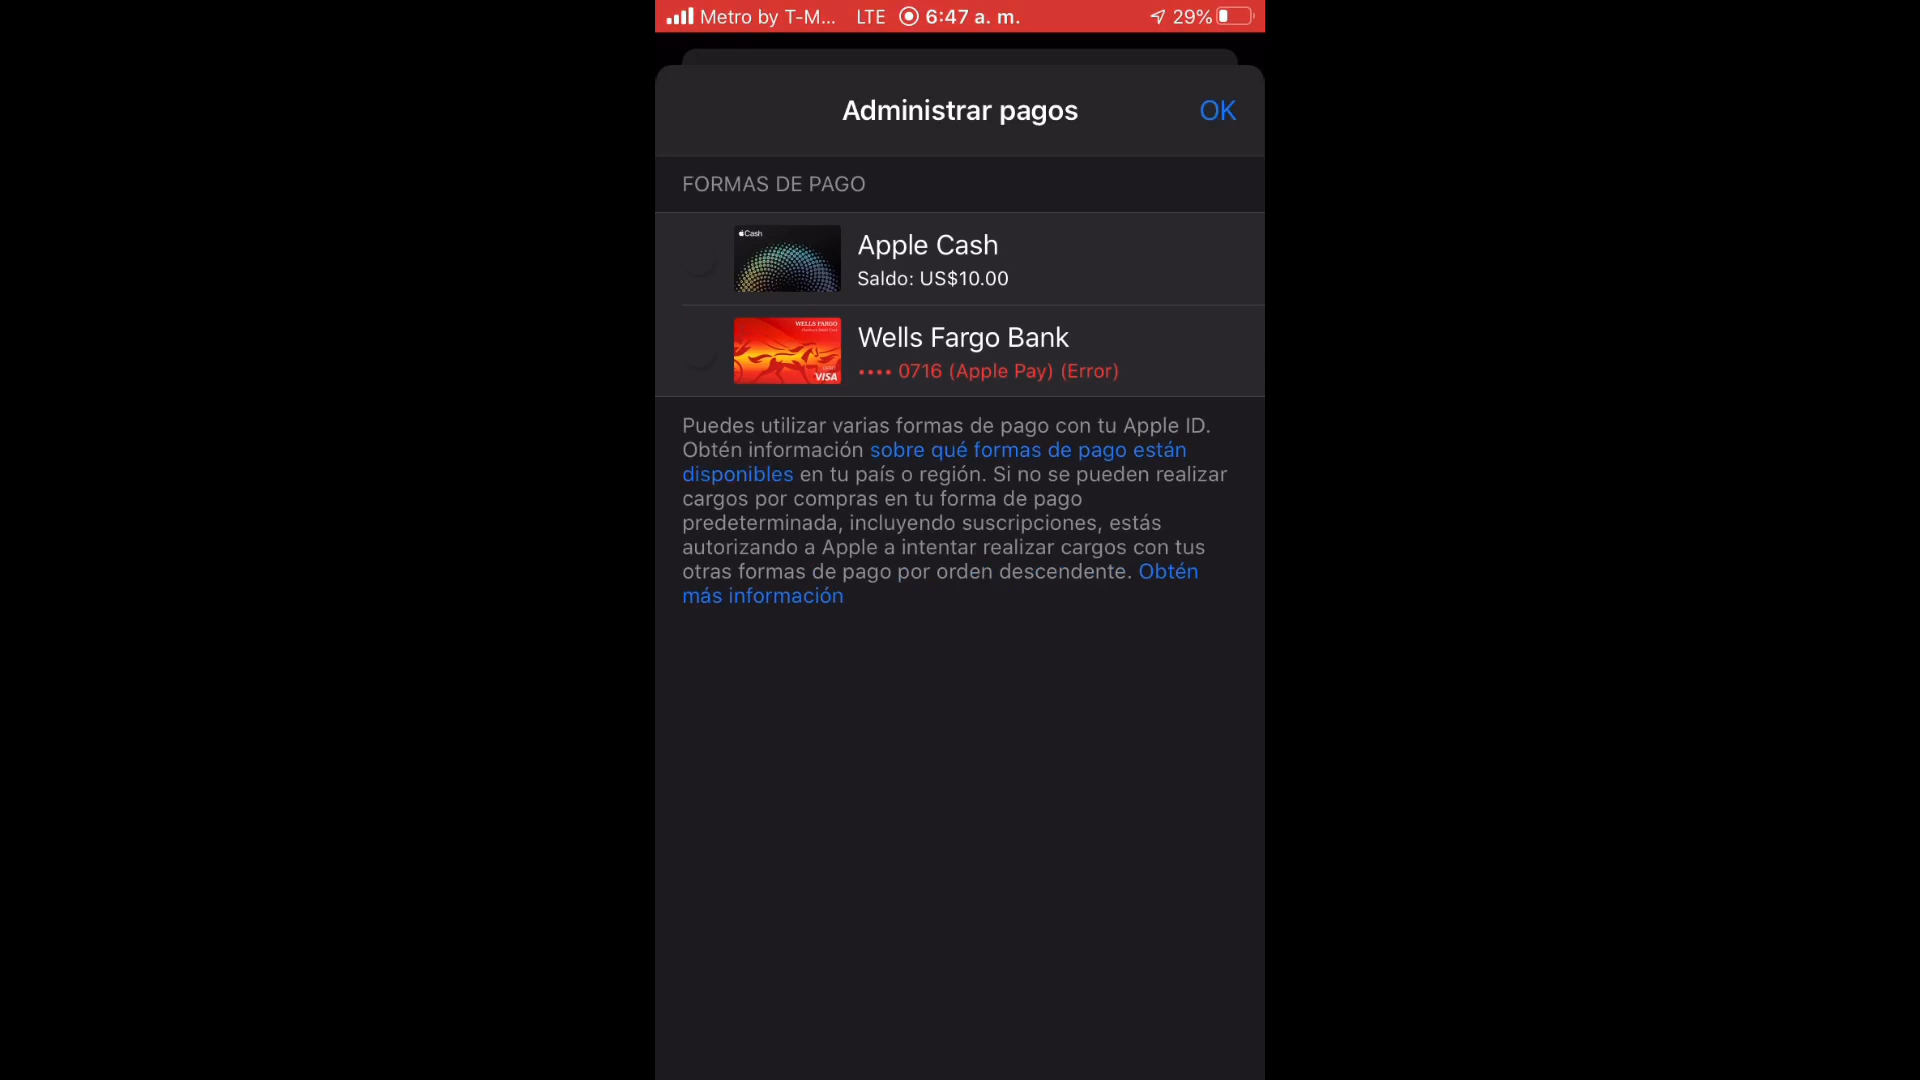 Metro by T-M... LTE 6:47 a. m. 29%
Administrar pagos OK
FORMAS DE PAGO
Cash
Apple Cash
Saldo: US$10.00
WELLS FARGO
VISA
Wells Fargo Bank
•••• 0716 (Apple Pay) (Error)
Puedes utilizar varias formas de pago con tu Apple ID.
Obtén información sobre qué formas de pago están
disponibles en tu país o región. Si no se pueden realizar
cargos por compras en tu forma de pago
predeterminada, incluyendo suscripciones, estás
autorizando a Apple a intentar realizar cargos con tus
otras formas de pago por orden descendente. Obtén
más información